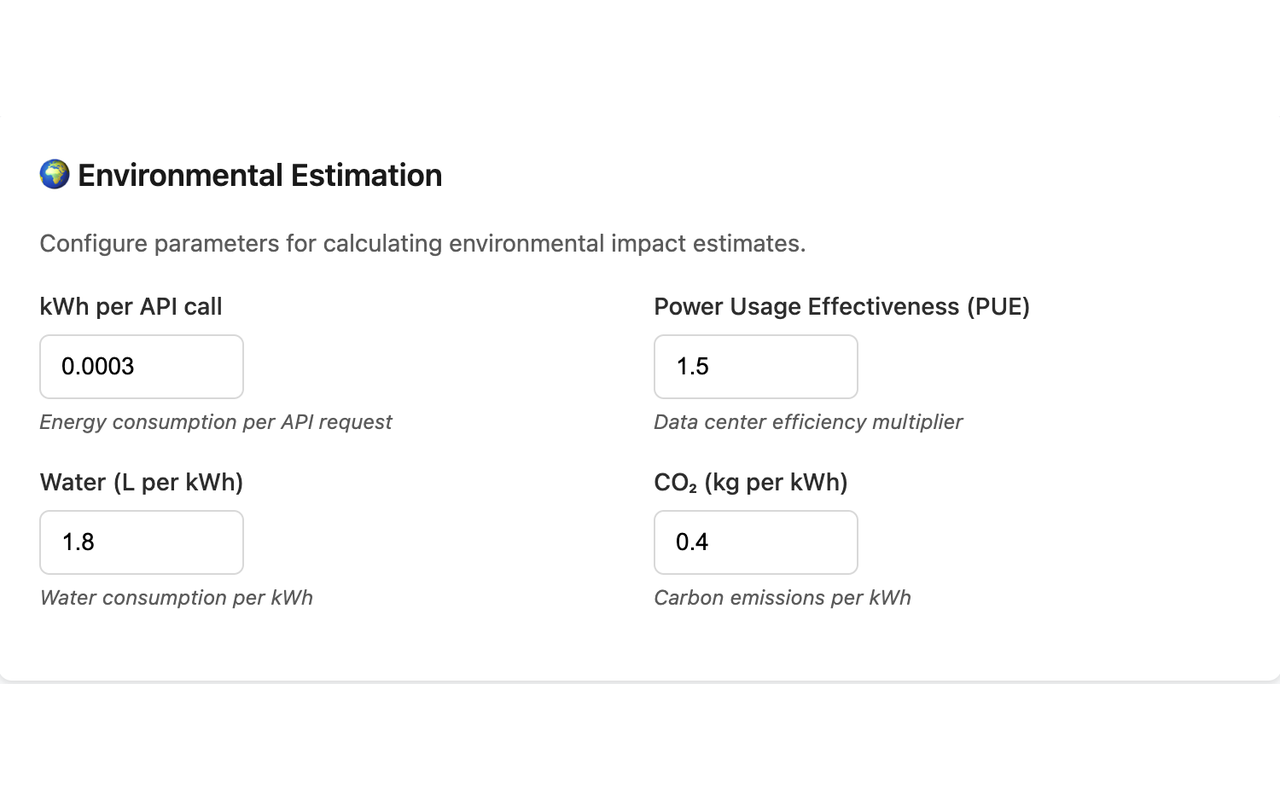 🌍 Environmental Estimation
Configure parameters for calculating environmental impact estimates.
kWh per API call
0.0003
Energy consumption per API request
Power Usage Effectiveness (PUE)
1.5
Data center efficiency multiplier
Water (L per kWh)
1.8
Water consumption per kWh
CO₂ (kg per kWh)
0.4
Carbon emissions per kWh